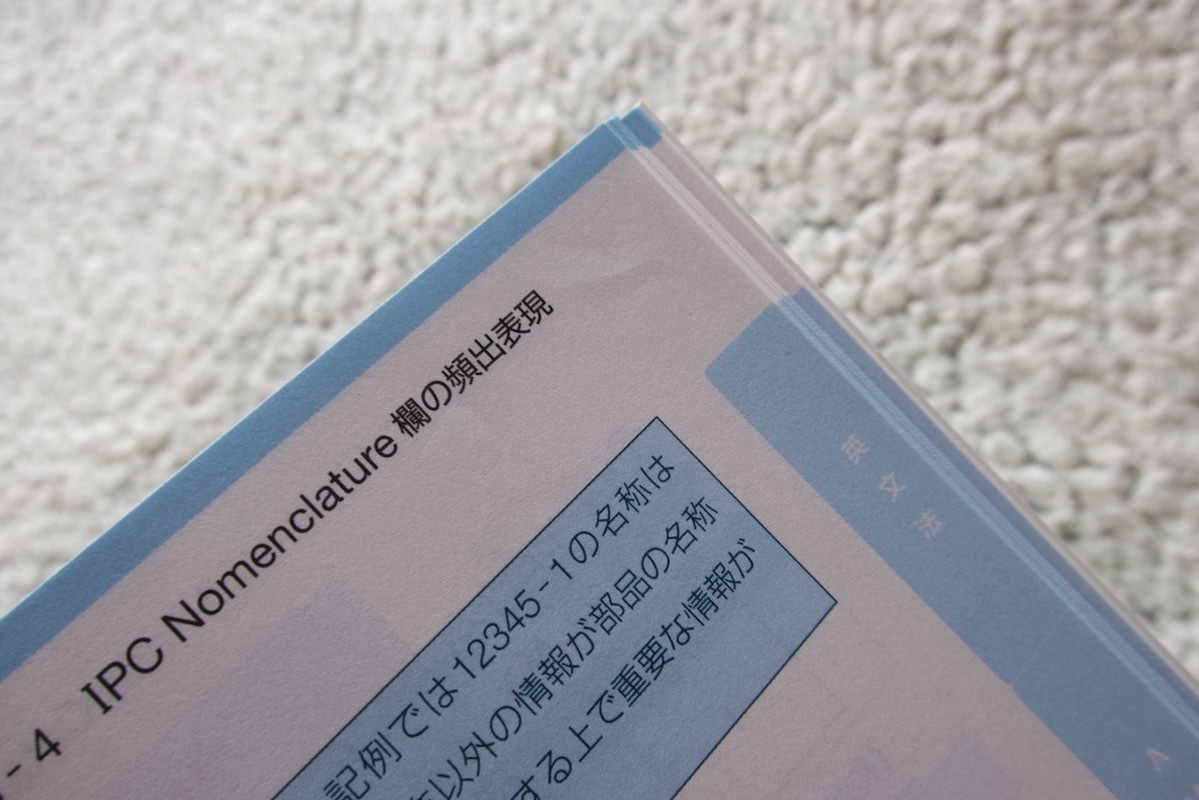 - 4 IPC Nomenclature 欄の頻出表現
記例では 12345 - 1 の名称は
以外の情報が部品の名称
する上で重要な情報が
英文法
A